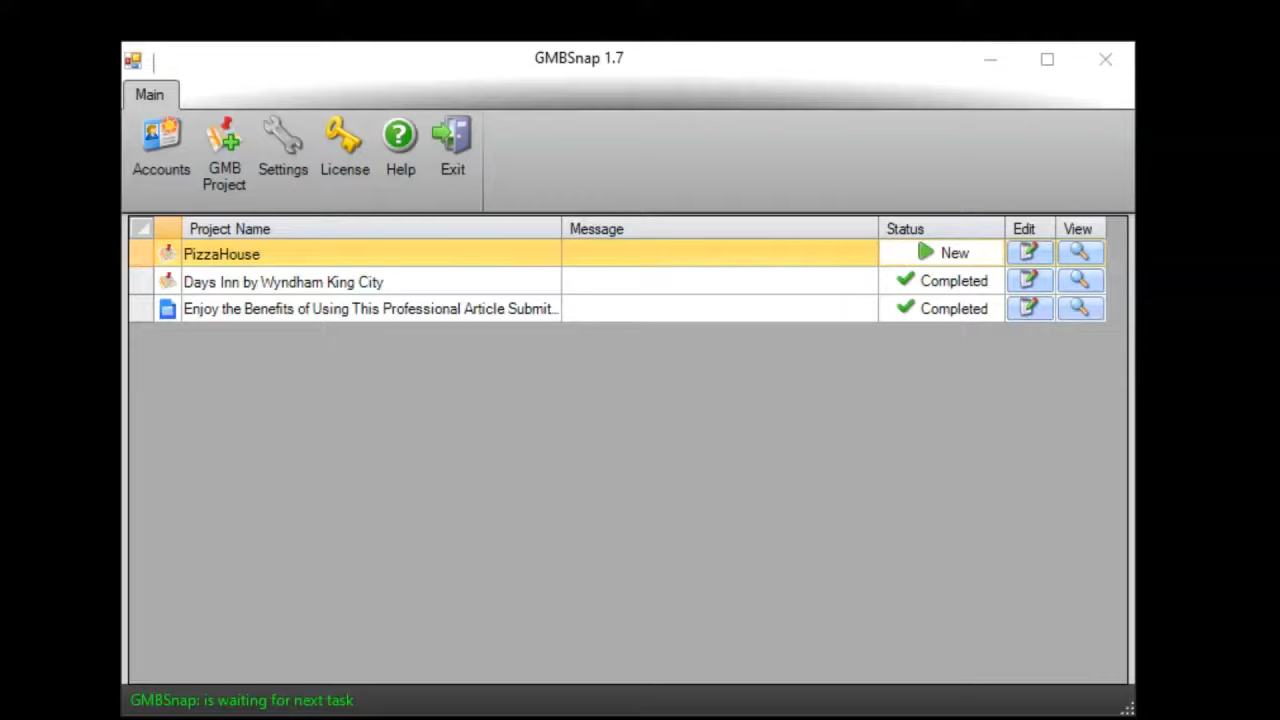 GMBSnap 1.7
Main
Accounts
GMB Project
Settings
License
Help
Exit
Project Name Message Status Edit View
PizzaHouse New
Days Inn by Wyndham King City Completed
Enjoy the Benefits of Using This Professional Article Submit... Completed
GMBSnap: is waiting for next task